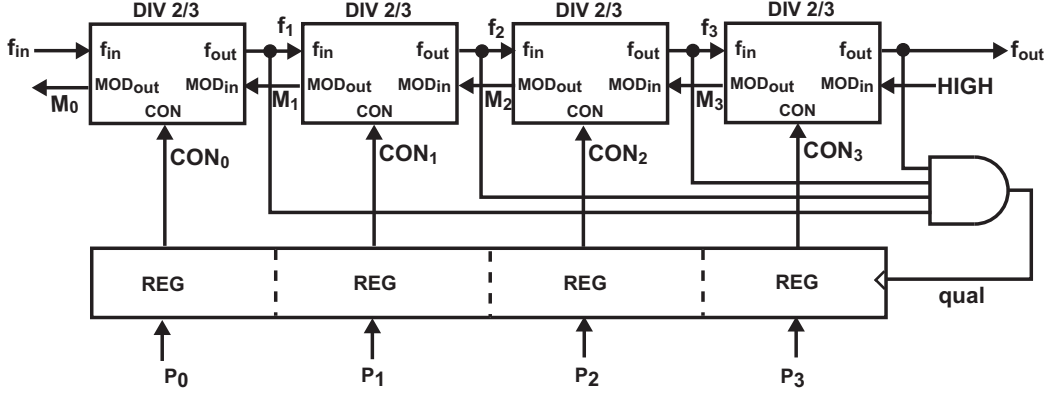 DIV 2/3 DIV 2/3 DIV 2/3 DIV 2/3
f₁ f₂ f₃
fin fin fout fin fout fin fout fin fout fout
MODout MODin MODout MODin MODout MODin MODout MODin HIGH
M₀ M₁ M₂ M₃
CON CON CON CON
CON₀ CON₁ CON₂ CON₃
REG REG REG REG
qual
P₀ P₁ P₂ P₃